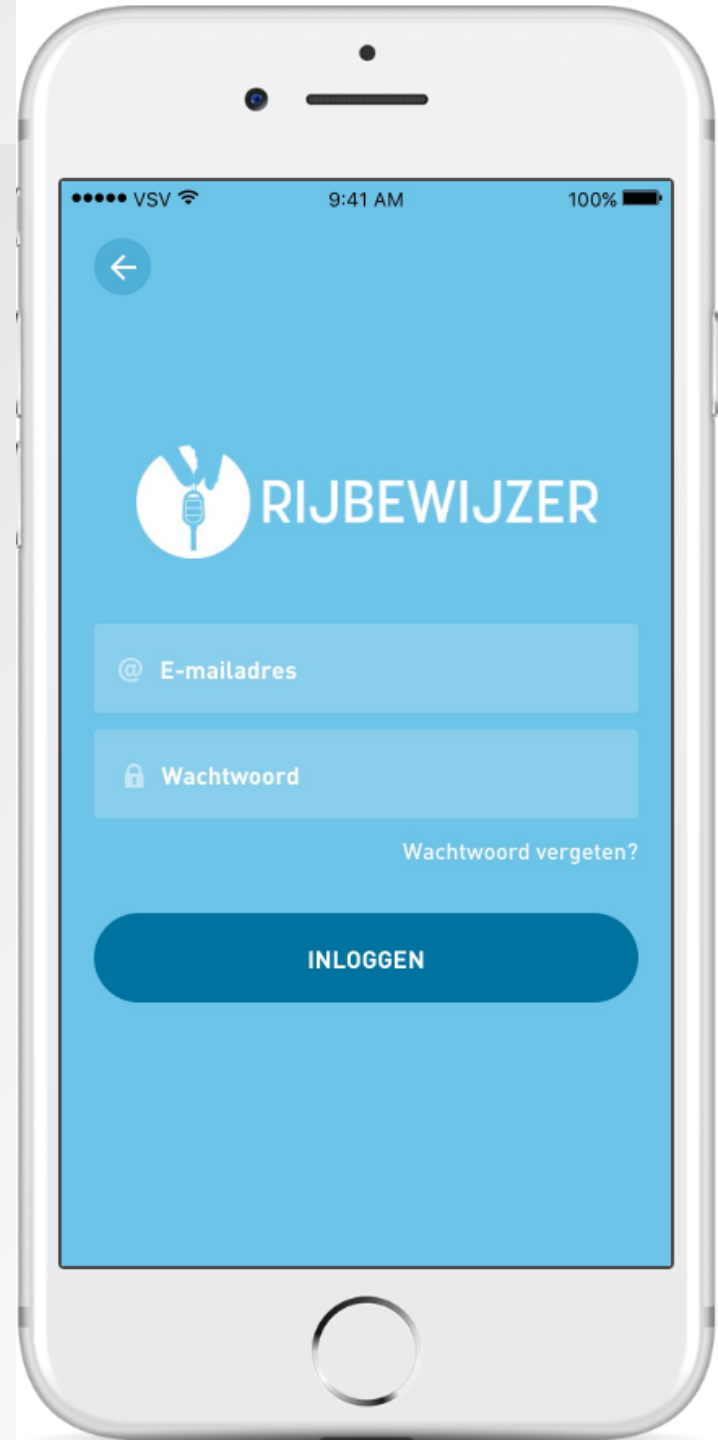 VSV 9:41 AM 100%
RIJBEWIJZER
@ E-mailadres
Wachtwoord
Wachtwoord vergeten?
INLOGGEN